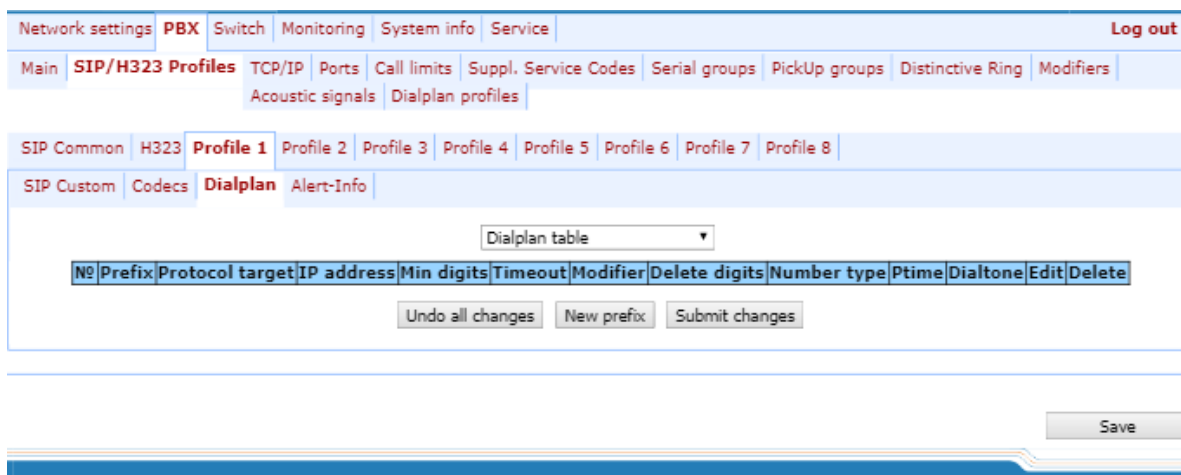 Network settings PBX Switch Monitoring System info Service Log out
Main SIP/H323 Profiles TCP/IP Ports Call limits Suppl. Service Codes Serial groups PickUp groups Distinctive Ring Modifiers
Acoustic signals Dialplan profiles
SIP Common H323 Profile 1 Profile 2 Profile 3 Profile 4 Profile 5 Profile 6 Profile 7 Profile 8
SIP Custom Codecs Dialplan Alert-Info
Dialplan table
№ Prefix Protocol target IP address Min digits Timeout Modifier Delete digits Number type Ptime Dialtone Edit Delete
Undo all changes New prefix Submit changes
Save